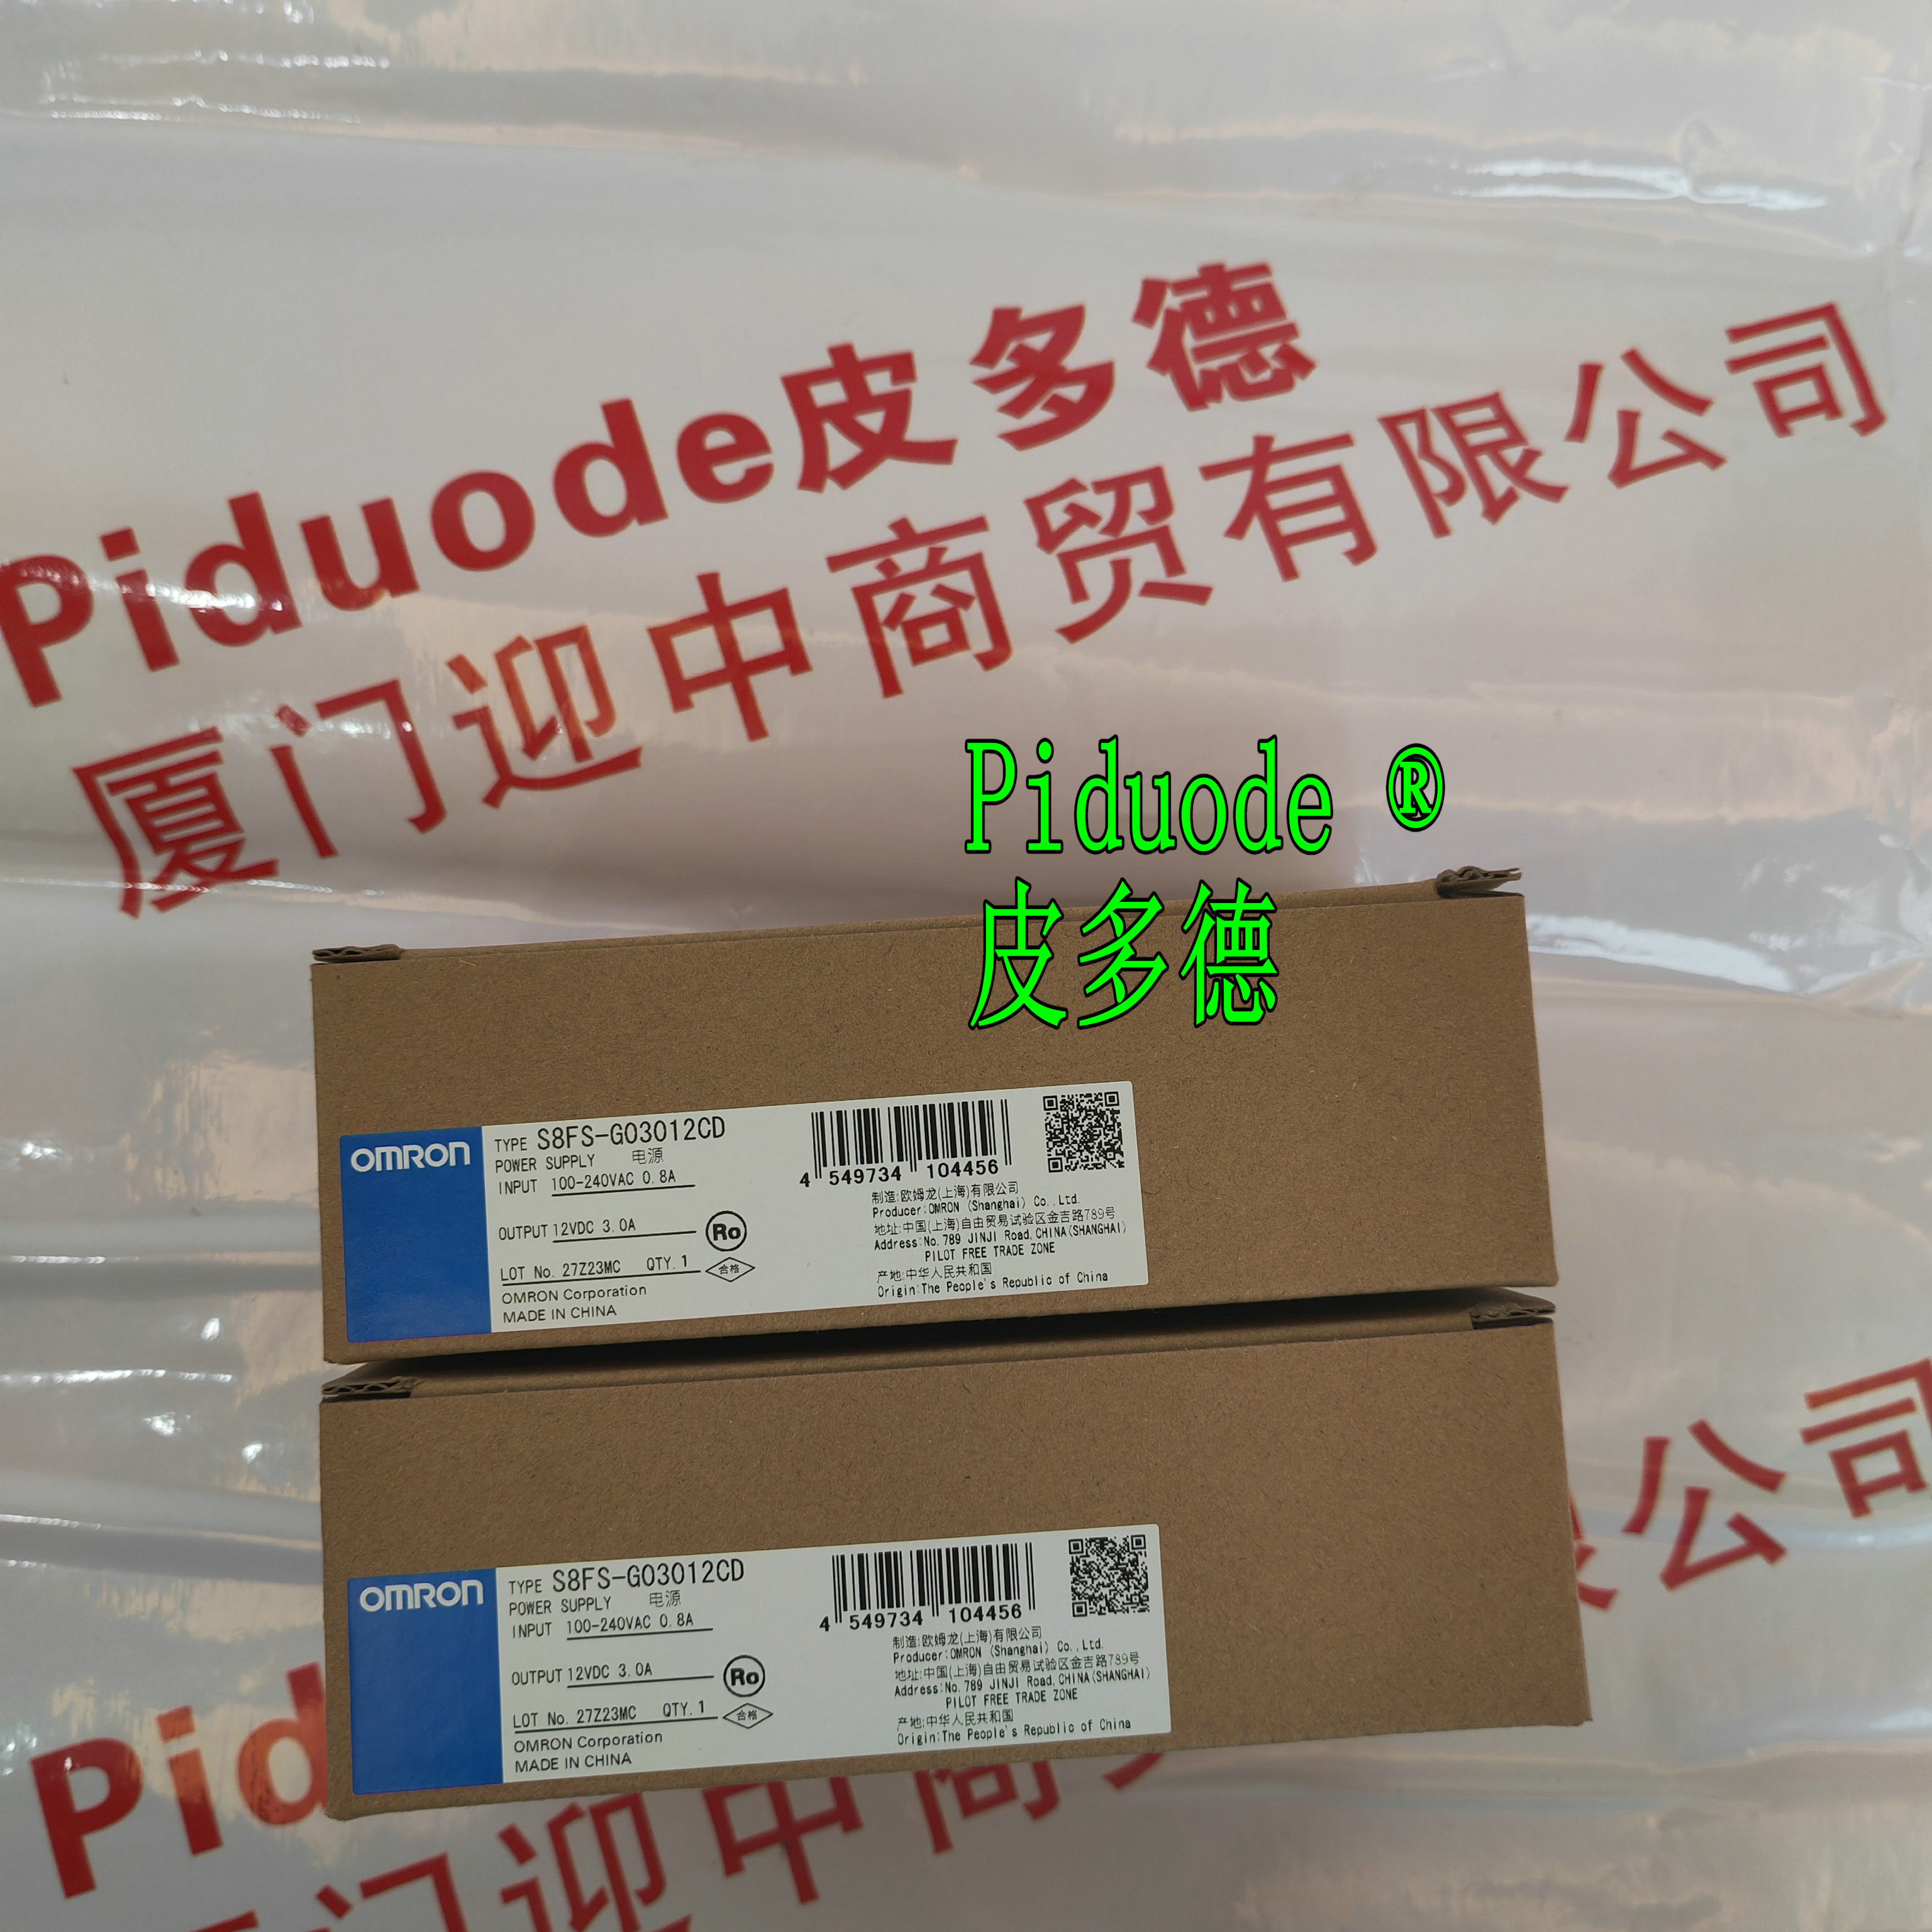 Piduode皮多德
厦门迎中商贸有限公司
Piduode ®
皮多德
OMRON
TYPE S8FS-G03012CD
POWER SUPPLY 电源
INPUT 100-240VAC 0.8A
OUTPUT 12VDC 3.0A
Ro
LOT No. 27Z23MC QTY. 1
合格
OMRON Corporation
MADE IN CHINA
4 549734 104456
制造:欧姆龙(上海)有限公司
Producer:OMRON (Shanghai) Co.,Ltd.
地址:中国(上海)自由贸易试验区金吉路789号
Address:No.789 JINJI Road,CHINA(SHANGHAI)
PILOT FREE TRADE ZONE
产地:中华人民共和国
Origin:The People's Republic of China
OMRON
TYPE S8FS-G03012CD
POWER SUPPLY 电源
INPUT 100-240VAC 0.8A
OUTPUT 12VDC 3.0A
Ro
LOT No. 27Z23MC QTY. 1
合格
OMRON Corporation
MADE IN CHINA
4 549734 104456
制造:欧姆龙(上海)有限公司
Producer:OMRON (Shanghai) Co.,Ltd.
地址:中国(上海)自由贸易试验区金吉路789号
Address:No.789 JINJI Road,CHINA(SHANGHAI)
PILOT FREE TRADE ZONE
产地:中华人民共和国
Origin:The People's Republic of China
Pid
门迎中商 公司